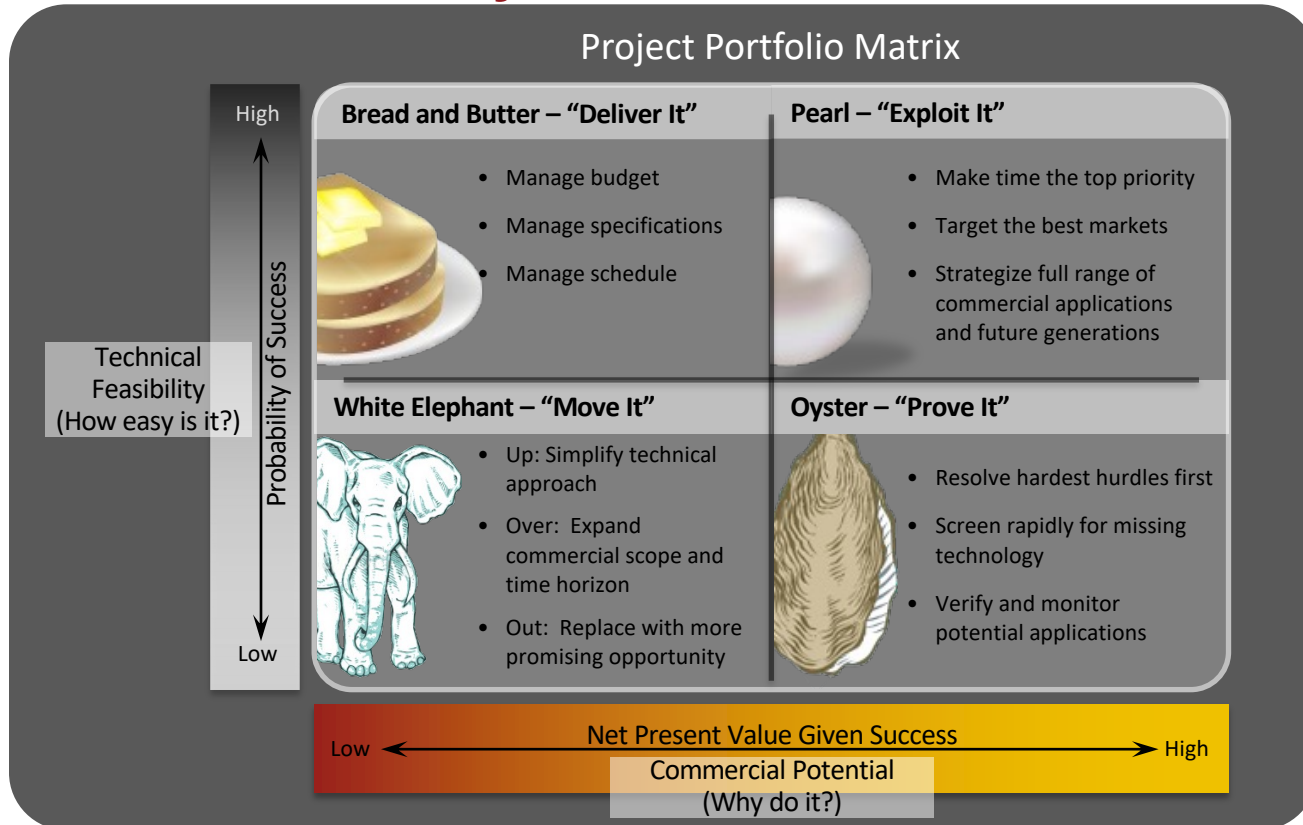 Project Portfolio Matrix
High
Bread and Butter – “Deliver It”
Pearl – “Exploit It”
• Manage budget
• Manage specifications
• Manage schedule
• Make time the top priority
• Target the best markets
• Strategize full range of
commercial applications
and future generations
Technical
Feasibility
(How easy is it?)
Probability of Success
White Elephant – “Move It”
Oyster – “Prove It”
• Up: Simplify technical
approach
• Over: Expand
commercial scope and
time horizon
• Out: Replace with more
promising opportunity
• Resolve hardest hurdles first
• Screen rapidly for missing
technology
• Verify and monitor
potential applications
Low
Low
Net Present Value Given Success
High
Commercial Potential
(Why do it?)